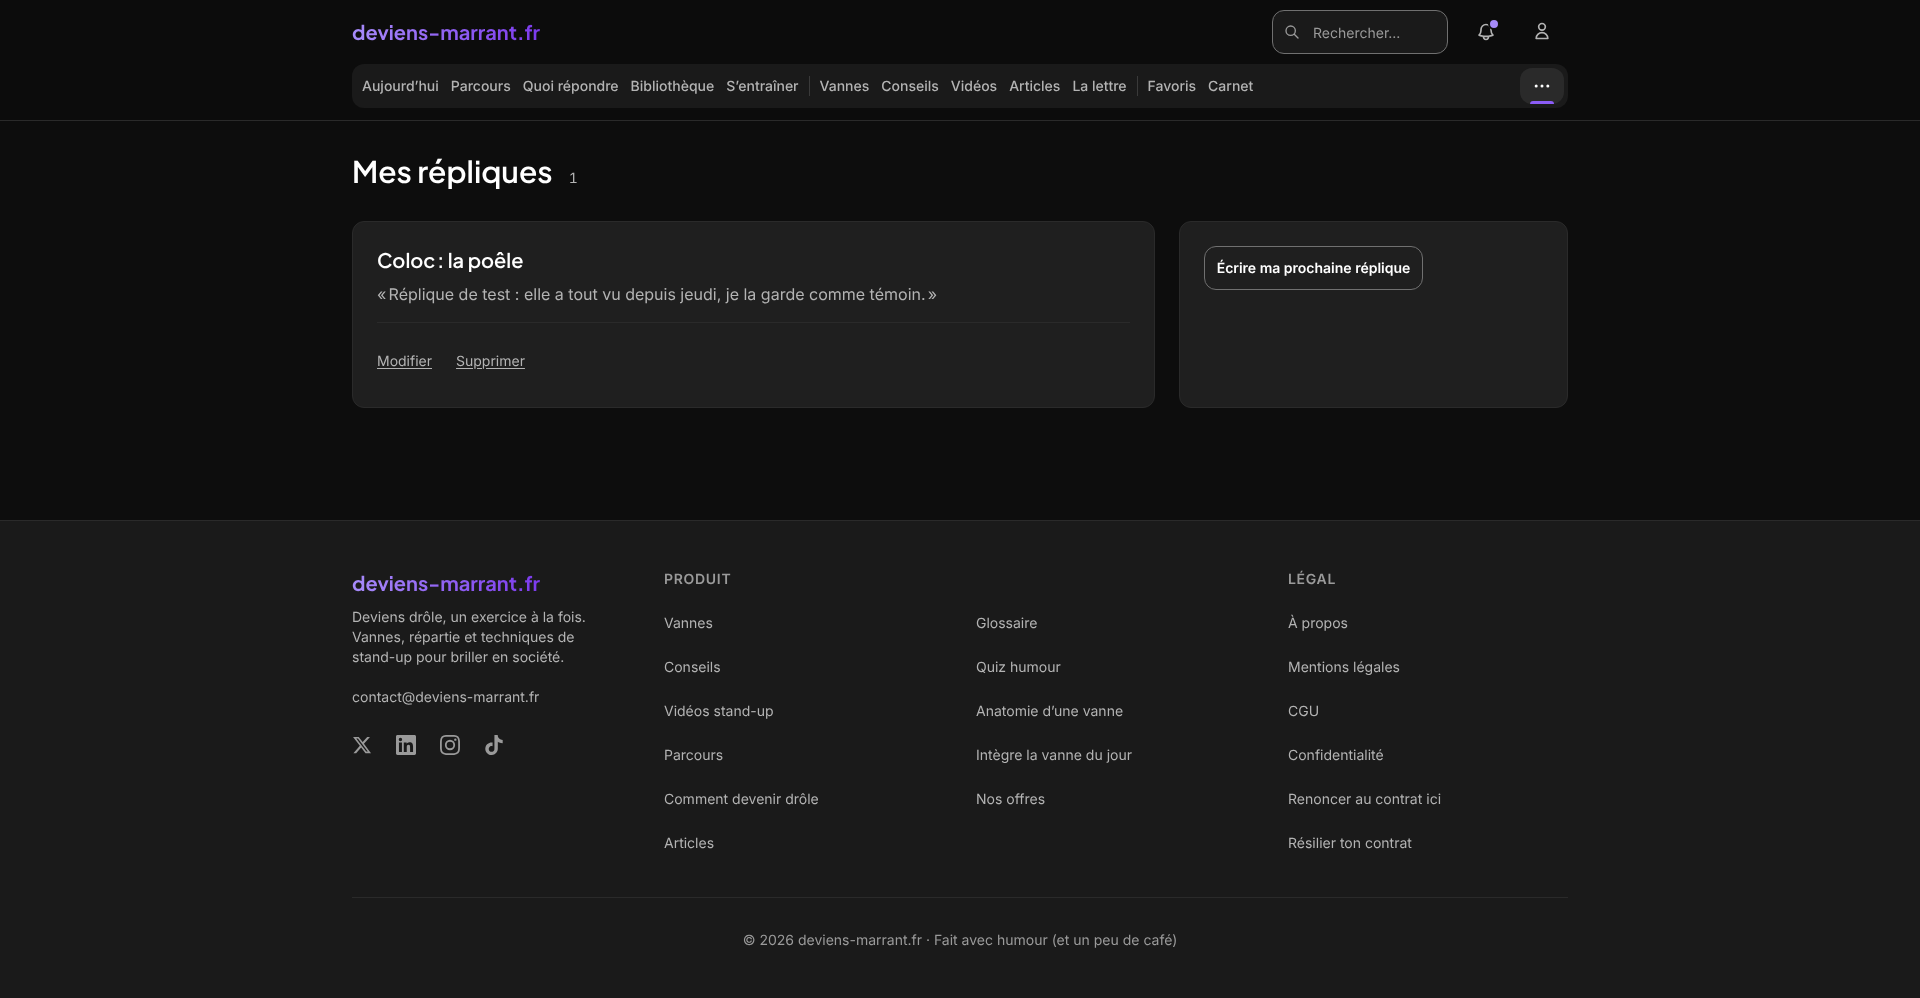 deviens-marrant.fr
Rechercher...
Aujourd’hui Parcours Quoi répondre Bibliothèque S’entraîner Vannes Conseils Vidéos Articles La lettre Favoris Carnet
Mes répliques 1
Coloc : la poêle
« Réplique de test : elle a tout vu depuis jeudi, je la garde comme témoin. »
Modifier Supprimer
Écrire ma prochaine réplique
deviens-marrant.fr
Deviens drôle, un exercice à la fois.
Vannes, répartie et techniques de
stand-up pour briller en société.
contact@deviens-marrant.fr
PRODUIT
Vannes
Conseils
Vidéos stand-up
Parcours
Comment devenir drôle
Articles
Glossaire
Quiz humour
Anatomie d’une vanne
Intègre la vanne du jour
Nos offres
LÉGAL
À propos
Mentions légales
CGU
Confidentialité
Renoncer au contrat ici
Résilier ton contrat
© 2026 deviens-marrant.fr · Fait avec humour (et un peu de café)